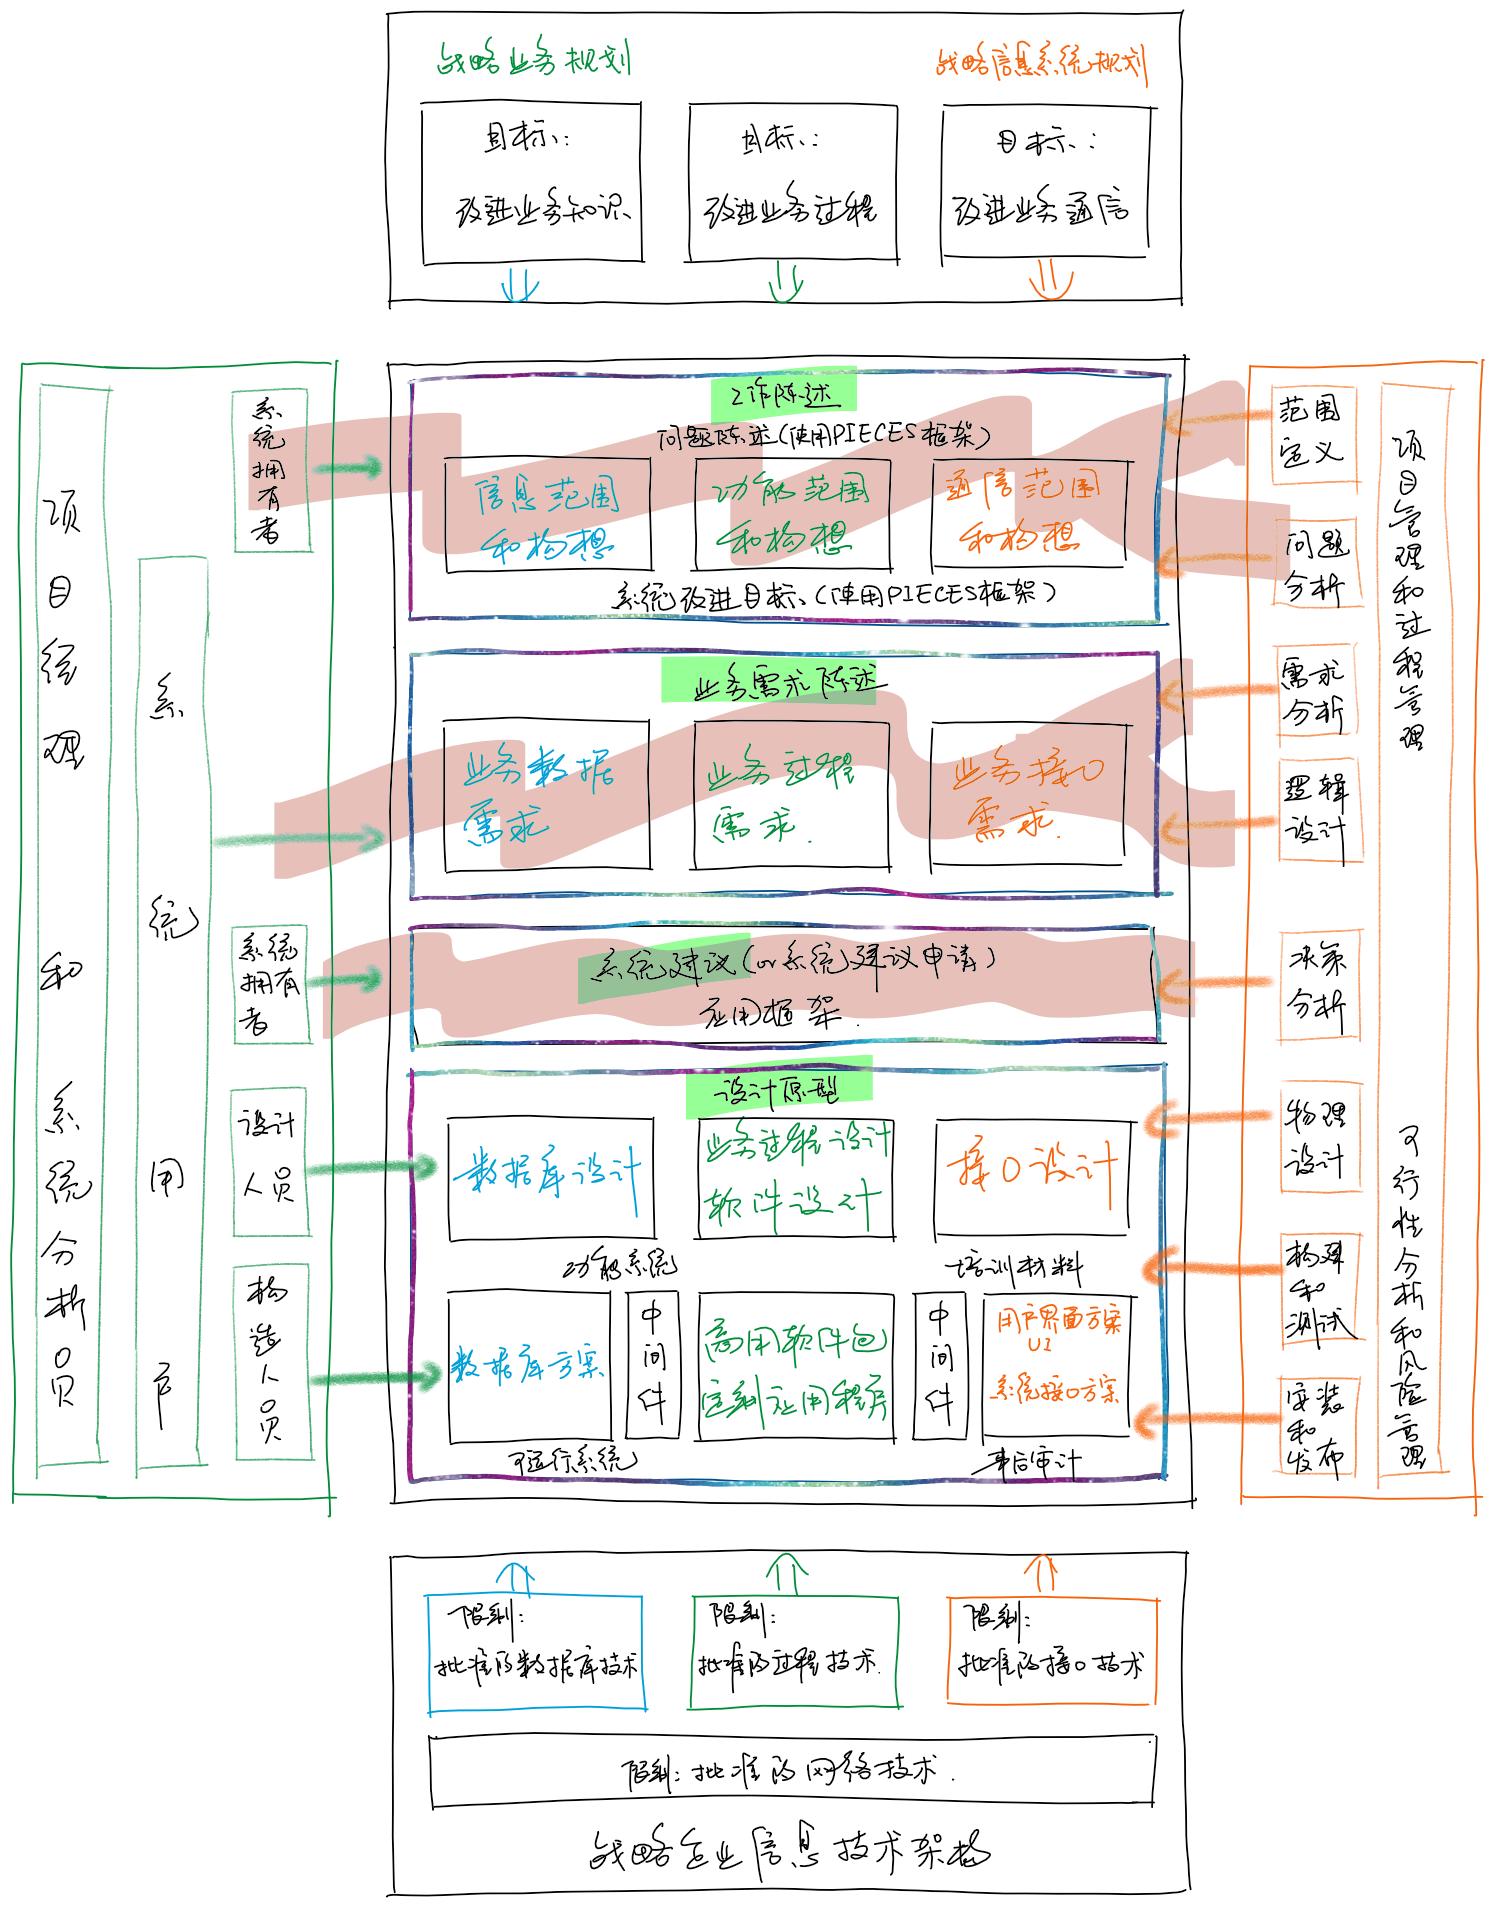 战略业务规划
战略信息系统规划
目标:
改进业务知识
目标:
改进业务过程
目标:
改进业务通信
项目经理和系统分析员
系统用户
系统拥有者
系统拥有者
设计人员
构造人员
工作陈述
问题陈述(使用PIECES框架)
信息范围
和构想
功能范围
和构想
通信范围
和构想
系统改进目标(使用PIECES框架)
业务需求陈述
业务数据
需求
业务过程
需求.
业务接口
需求.
系统建议(or系统建议申请)
应用框架.
设计原型
数据库设计
业务过程设计
软件设计
接口设计
功能系统
培训材料
数据库方案
中间件
商用软件包
定制应用程序
中间件
用户界面方案
UI
系统接口方案
可运行系统
事后审计
范围
定义
问题
分析
需求
分析
逻辑
设计
决策
分析
物理
设计
构建
和
测试
安装
和
发布
项目管理和过程管理
可行性分析和风险管理
限制:
批准的数据库技术
限制:
批准的过程技术.
限制:
批准的接口技术
限制:批准的网络技术.
战略企业信息技术架构